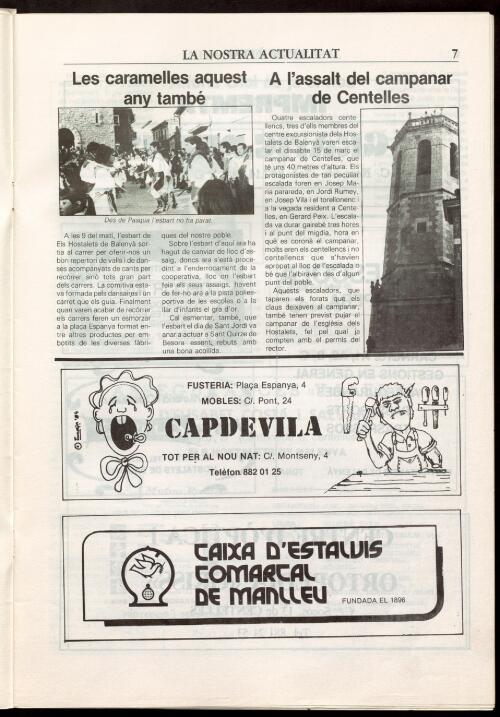 LA NOSTRA ACTUALITAT
7
Les caramelles aquest
any també
Des de Pasqua l'esbart no ha parat.
A les 9 del matí, l'esbart de
Els Hostalets de Balenyà sor-
tia al carrer per oferir-nos un
bon repertori de valls i de dan-
ses acompanyats de cants per
recórrer amb tots gran part
dels carrers. La comitiva esta-
va formada pels dansaires i un
carrot que els guia. Finalment
quan varen acabar de recórrer
els carrers feren un esmorzar
a la plaça Espanya format en-
tre altres productes per em-
botits de les diverses fàbri-
ques del nostre poble.
Sobre l'esbart d'aquí ara hi ha
hagut de canviar de lloc d'as-
saig, doncs ara s'està proce-
dint a l'enderrocament de la
cooperativa, lloc on l'esbart
feia els seus assaigs, havent
de fer-ho ara a la pista polies-
portiva de les escoles o a la
llar d'infants el gra d'or.
Cal esmentar, també, que
l'esbart el dia de Sant Jordi va
anar a actuar a Sant Quirze de
Besora essent, rebuts amb
una bona acollida.
A l'assalt del campanar
de Centelles
Quatre escaladors cente-
llencs, tres d'ells membres del
centre excursionista dels Hos-
talets de Balenyà varen esca-
lar el dissabte 15 de març el
campanar de Centelles, que
té uns 40 metres d'altura. Els
protagonistes de tan peculiar
escalada foren en Josep Ma-
ria parareda, en Jordi Rumey,
en Josep Vila i el torellonenc i
a la vegada resident a Cente-
lles, en Gerard Peix. L'escala-
da va durar gairebé tres hores
i al punt del migdia, hora en
què es coronà el campanar,
molts eren els centellencs i no
centellencs que s'havien
apropat al lloc de l'escalada o
bé que l'albiraven des d'algun
punt del poble.
Aquests escaladors, que
taparen els forats que els
claus deixaven al campanar,
també tenen previst pujar el
campanar de l'església dels
Hostalets, fet pel qual ja
compten amb el permís del
rector.
FUSTERIA: Plaça Espanya, 4
MOBLES: C/. Pont, 24
CAPDEVILA
TOT PER AL NOU NAT: C/. Montseny, 4
Teléfon 882 01 25
CAIXA D'ESTALVIS
COMARCAL
DE MANLLEU
FUNDADA EL 1896